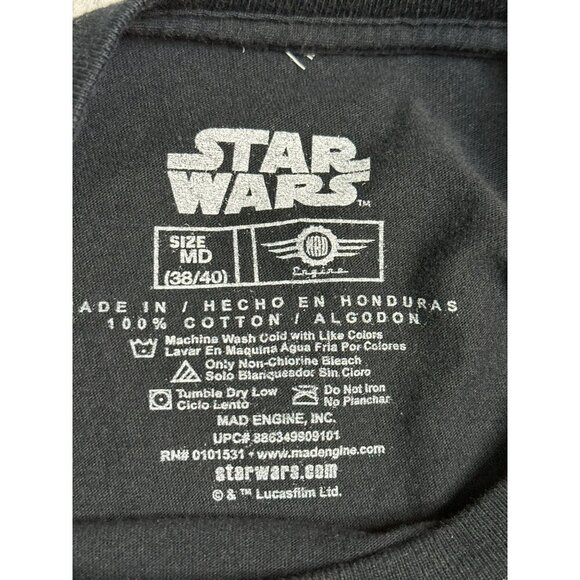 STAR
WARS™
SIZE
MD
(38/40)
MAD
Engine
ADE IN / HECHO EN HONDURAS
100% COTTON / ALGODON
Machine Wash Cold with Like Colors
Lavar En Maquina Agua Fria Por Colores
Only Non-Chlorine Bleach
Solo Blanqueador Sin Cloro
Tumble Dry Low
Ciclo Lento
Do Not Iron
No Planchar
MAD ENGINE, INC.
UPC# 886349909101
RN# 0101531 • www.madengine.com
starwars.com
© & ™ Lucasfilm Ltd.